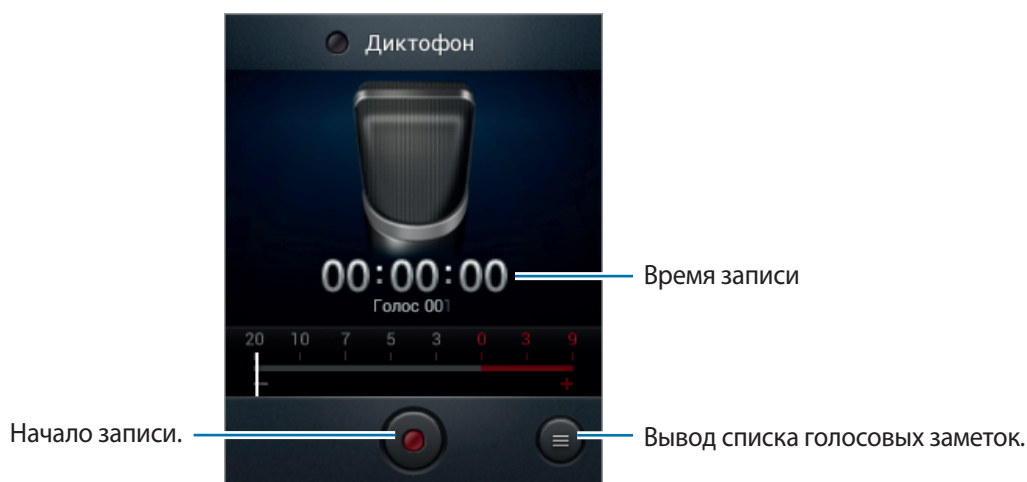 Диктофон
00:00:00
Время записи
Голос 001
20 10 7 5 3 0 3 9
− +
Начало записи.
Вывод списка голосовых заметок.